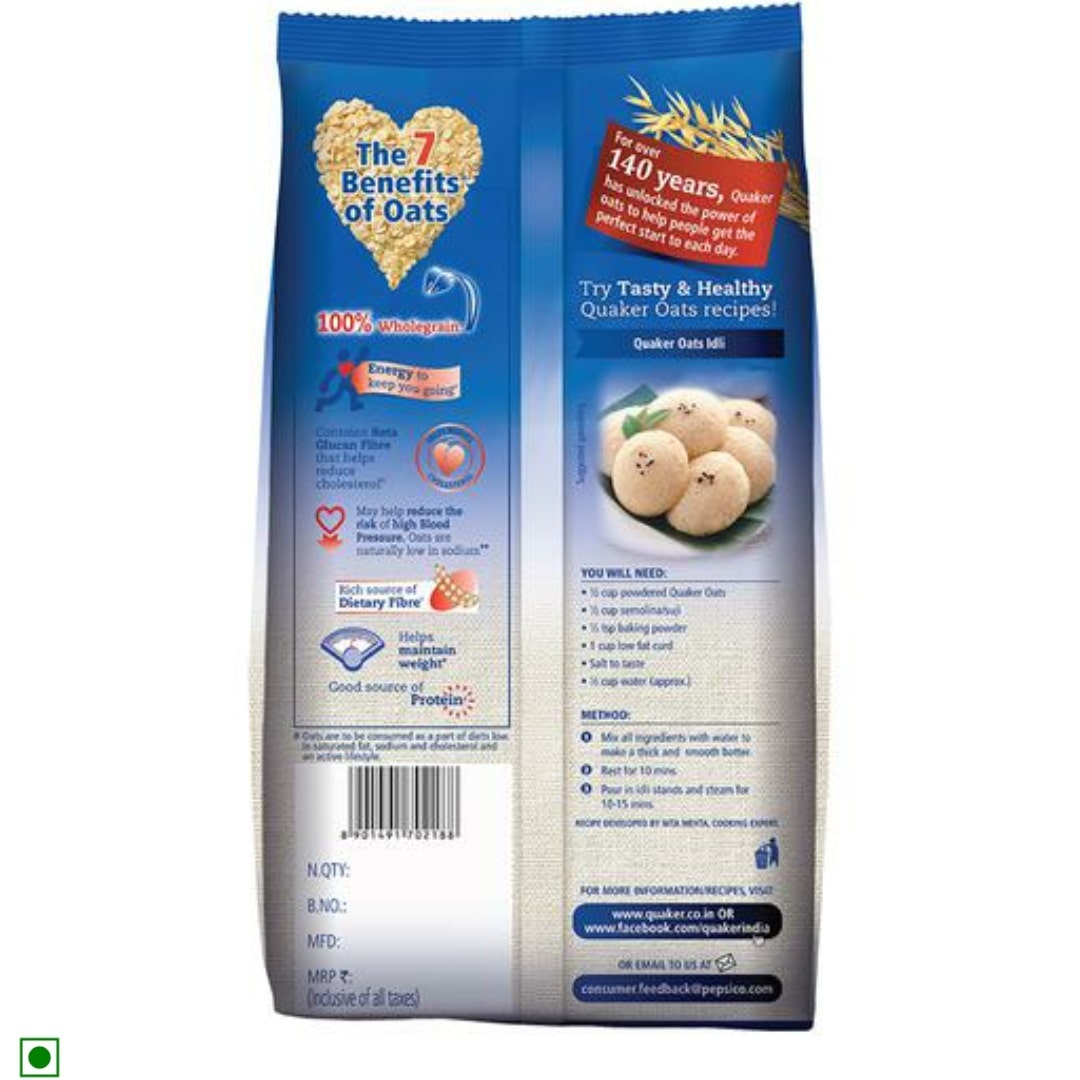 The 7
Benefits
of Oats
100% Wholegrain
Energy to
keep you going*
Contains Beta
Glucan Fibre
that helps
reduce
cholesterol*
May help reduce the
risk of high Blood
Pressure. Oats are
naturally low in sodium**
Rich source of
Dietary Fibre*
Helps
maintain
weight*
Good source of
Protein
Oats are to be consumed as a part of diets low
in saturated fat, sodium and cholesterol and
an active lifestyle.
8 901491 702188
N.QTY:
B.NO.:
MFD:
MRP ₹:
(Inclusive of all taxes)
For over
140 years, Quaker
has unlocked the power of
oats to help people get the
perfect start to each day.
Try Tasty & Healthy
Quaker Oats recipes!
Quaker Oats Idli
YOU WILL NEED:
• ½ cup powdered Quaker Oats
• ½ cup semolina/suji
• ½ tsp baking powder
• 1 cup low fat curd
• Salt to taste
• cup water (approx.)
METHOD:
1 Mix all ingredients with water to
make a thick and smooth batter.
2 Rest for 10 mins
3 Pour in idli stands and steam for
10-15 mins.
RECIPE DEVELOPED BY NITA MEHTA, COOKING EXPERT.
FOR MORE INFORMATION/RECIPES, VISIT
www.quaker.co.in OR
www.facebook.com/quakerindia
OR EMAIL TO US AT
consumer.feedback@pepsico.com